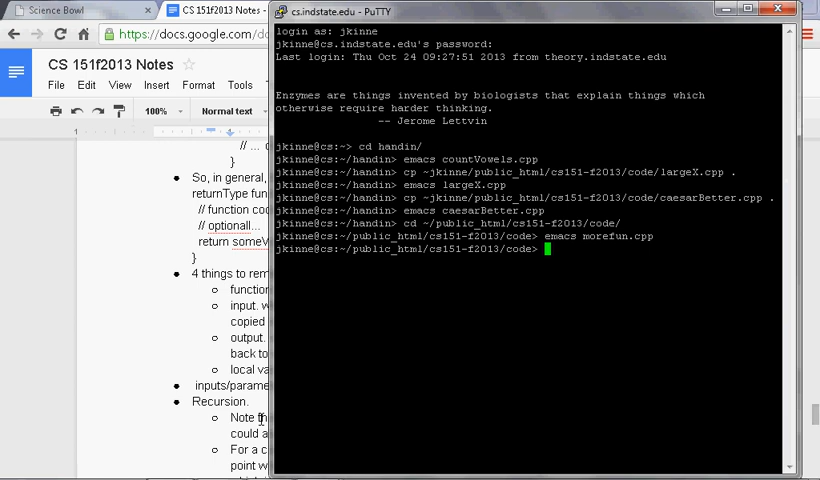 Science Bowl
CS 151f2013 Notes -
https://docs.google.com/do
CS 151f2013 Notes
File Edit View Insert Format Tools
100% Normal text
1
// ...
}
So, in general,
returnType fun
// function cod
// optionall...
return someV
}
4 things to rem
function
input. w
copied
output.
back to
local va
inputs/parame
Recursion.
Note
could a
For a c
point w
cs.indstate.edu - PuTTY
login as: jkinne
jkinne@cs.indstate.edu's password:
Last login: Thu Oct 24 09:27:51 2013 from theory.indstate.edu
Enzymes are things invented by biologists that explain things which
otherwise require harder thinking.
-- Jerome Lettvin
jkinne@cs:~> cd handin/
jkinne@cs:~/handin> emacs countVowels.cpp
jkinne@cs:~/handin> cp ~jkinne/public_html/cs151-f2013/code/largeX.cpp .
jkinne@cs:~/handin> emacs largeX.cpp
jkinne@cs:~/handin> cp ~jkinne/public_html/cs151-f2013/code/caesarBetter.cpp .
jkinne@cs:~/handin> emacs caesarBetter.cpp
jkinne@cs:~/handin> cd ~/public_html/cs151-f2013/code/
jkinne@cs:~/public_html/cs151-f2013/code> emacs morefun.cpp
jkinne@cs:~/public_html/cs151-f2013/code>